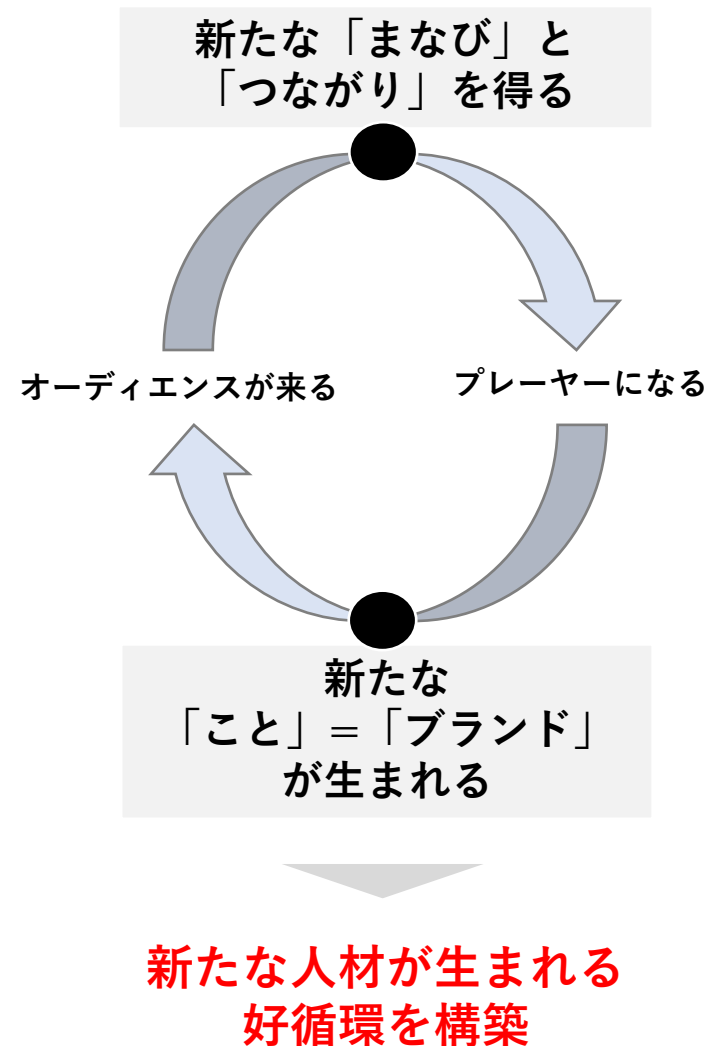 新たな「まなび」と
「つながり」を得る
オーディエンスが来る
プレーヤーになる
新たな
「こと」＝「ブランド」
が生まれる
新たな人材が生まれる
好循環を構築